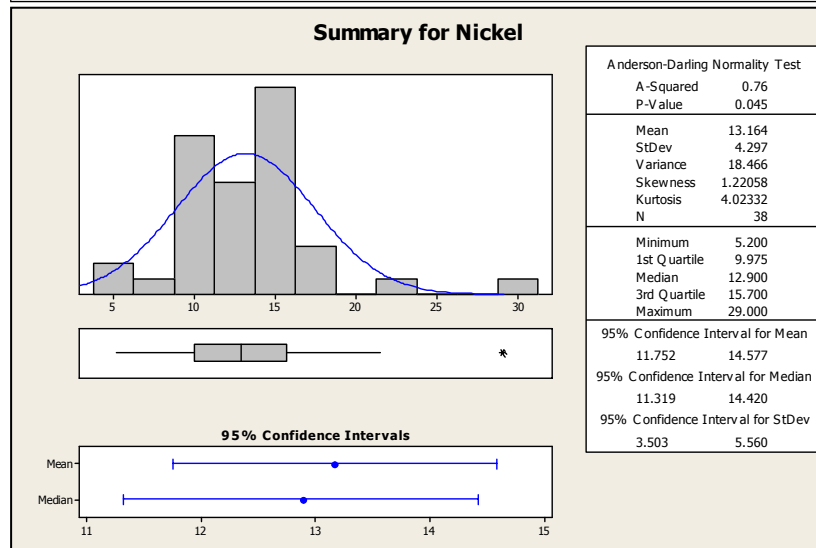 Summary for Nickel
5 10 15 20 25 30
95% Confidence Intervals
Mean
Median
11 12 13 14 15
Anderson-Darling Normality Test
A-Squared 0.76
P-Value 0.045
Mean 13.164
StDev 4.297
Variance 18.466
Skewness 1.22058
Kurtosis 4.02332
N 38
Minimum 5.200
1st Quartile 9.975
Median 12.900
3rd Quartile 15.700
Maximum 29.000
95% Confidence Interval for Mean
11.752 14.577
95% Confidence Interval for Median
11.319 14.420
95% Confidence Interval for StDev
3.503 5.560